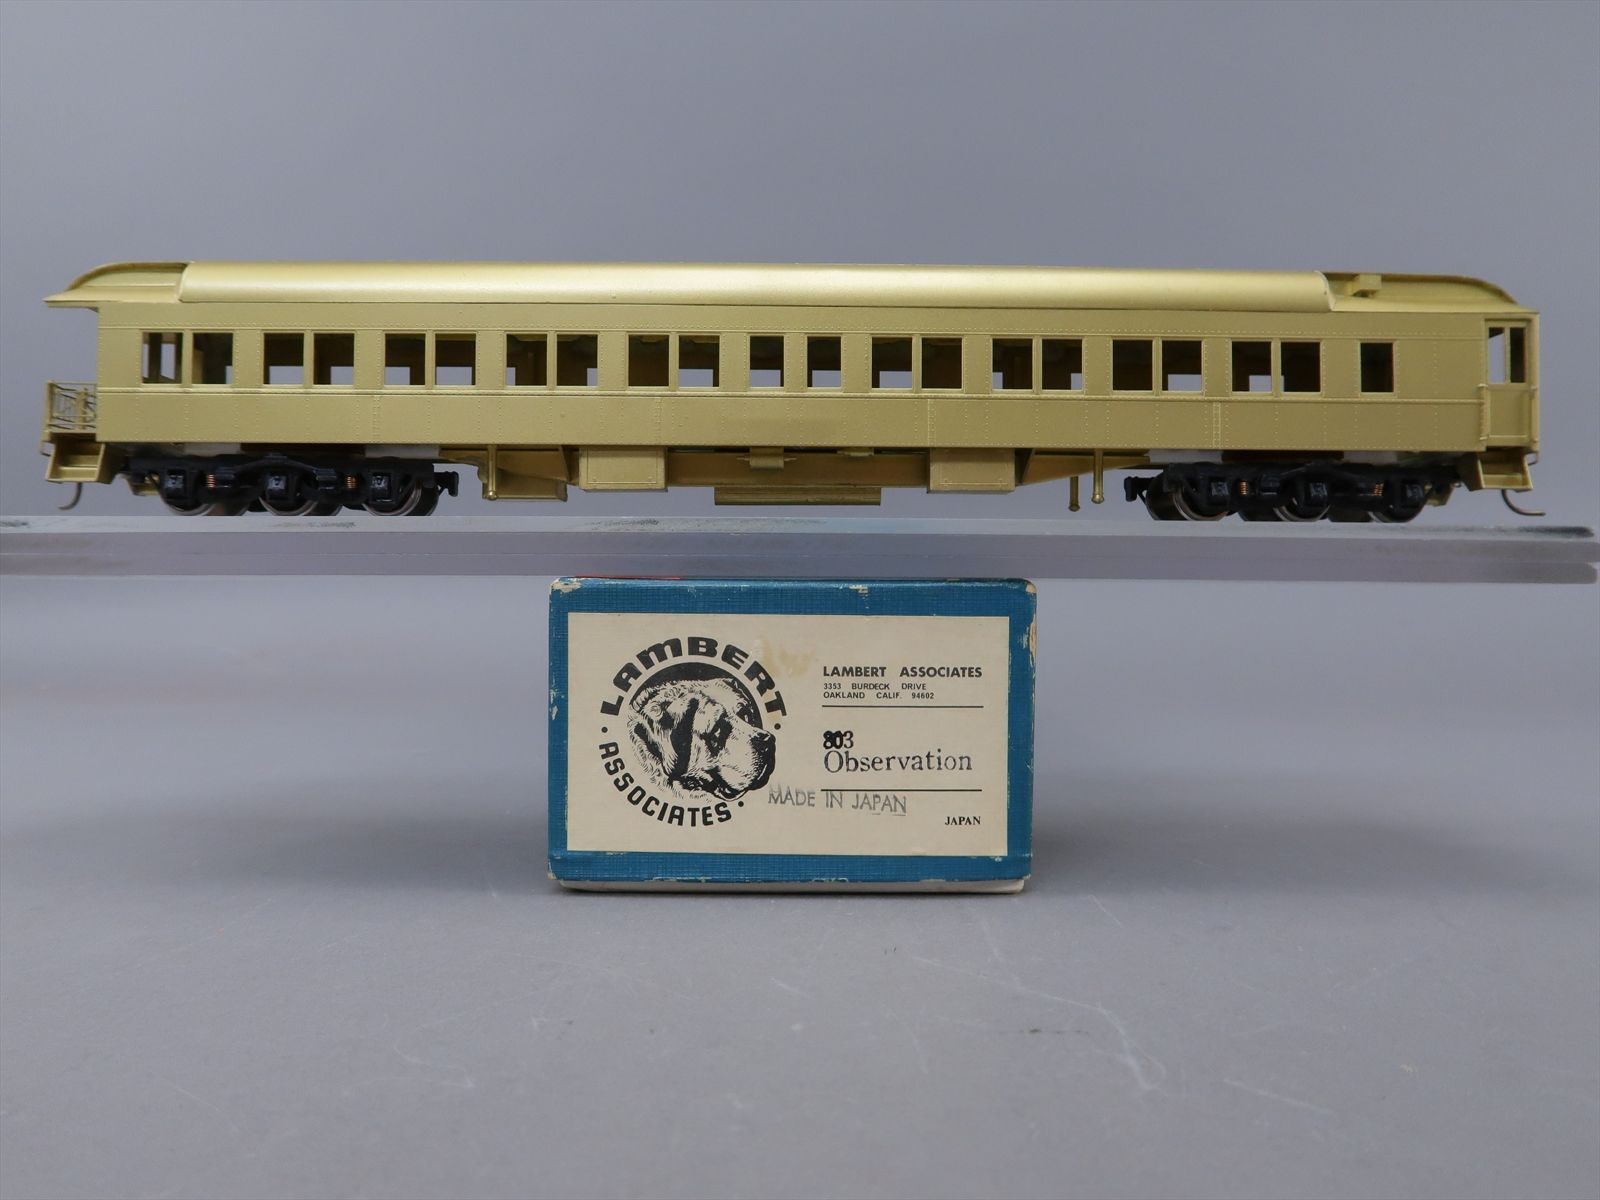 LAMBERT
ASSOCIATES
LAMBERT ASSOCIATES
3353 BURDECK DRIVE
OAKLAND CALIF. 94602
803
Observation
MADE IN JAPAN
JAPAN